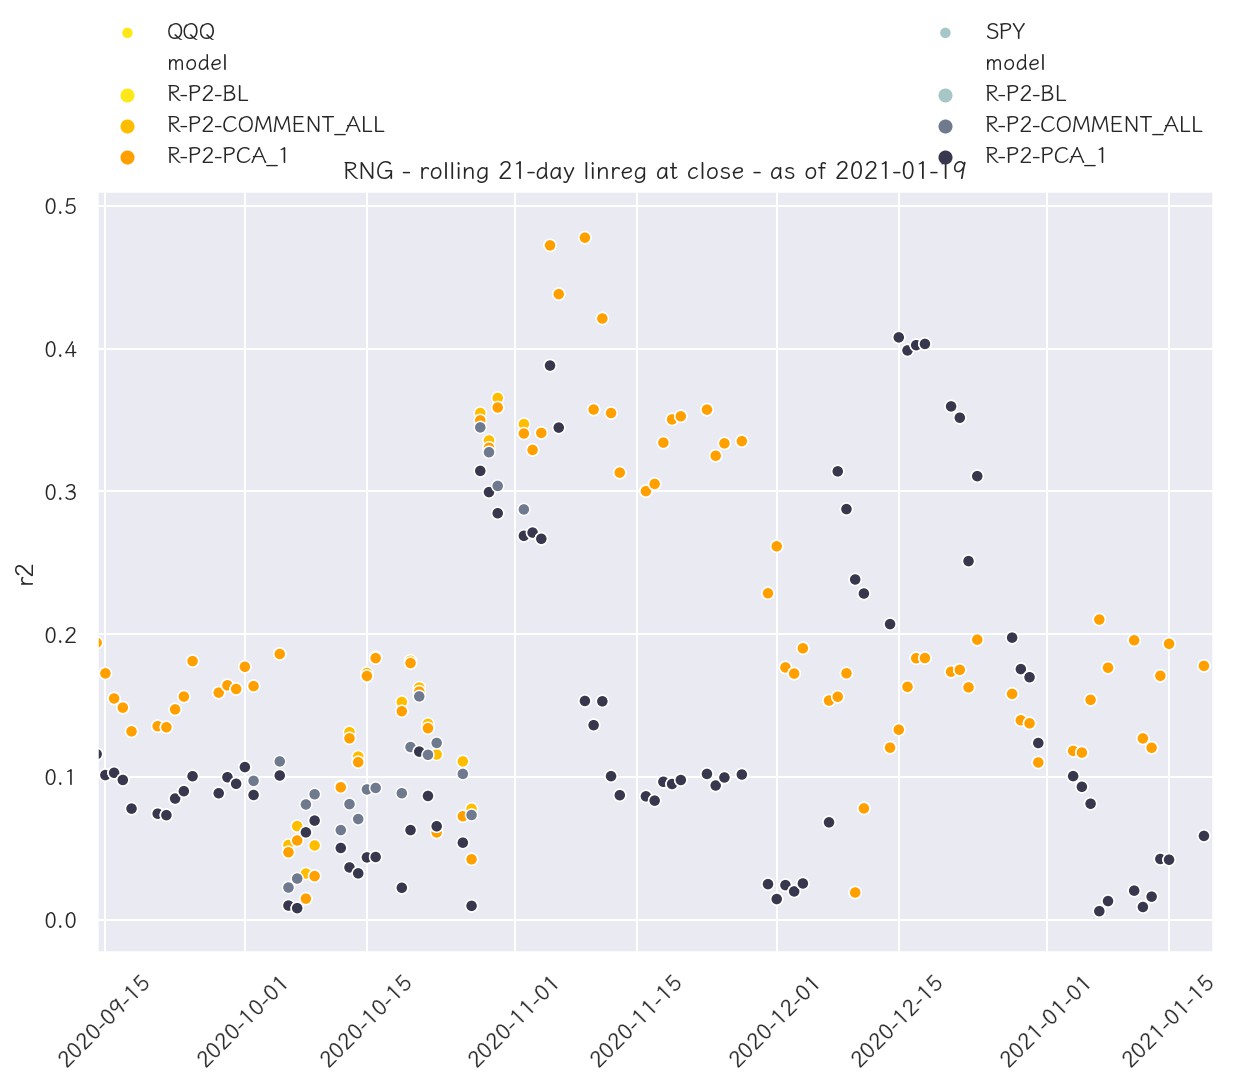 QQQ
model
R-P2-BL
R-P2-COMMENT_ALL
R-P2-PCA_1
SPY
model
R-P2-BL
R-P2-COMMENT_ALL
R-P2-PCA_1
RNG - rolling 21-day linreg at close - as of 2021-01-19
r2
0.5
0.4
0.3
0.2
0.1
0.0
2020-09-15
2020-10-01
2020-10-15
2020-11-01
2020-11-15
2020-12-01
2020-12-15
2021-01-01
2021-01-15